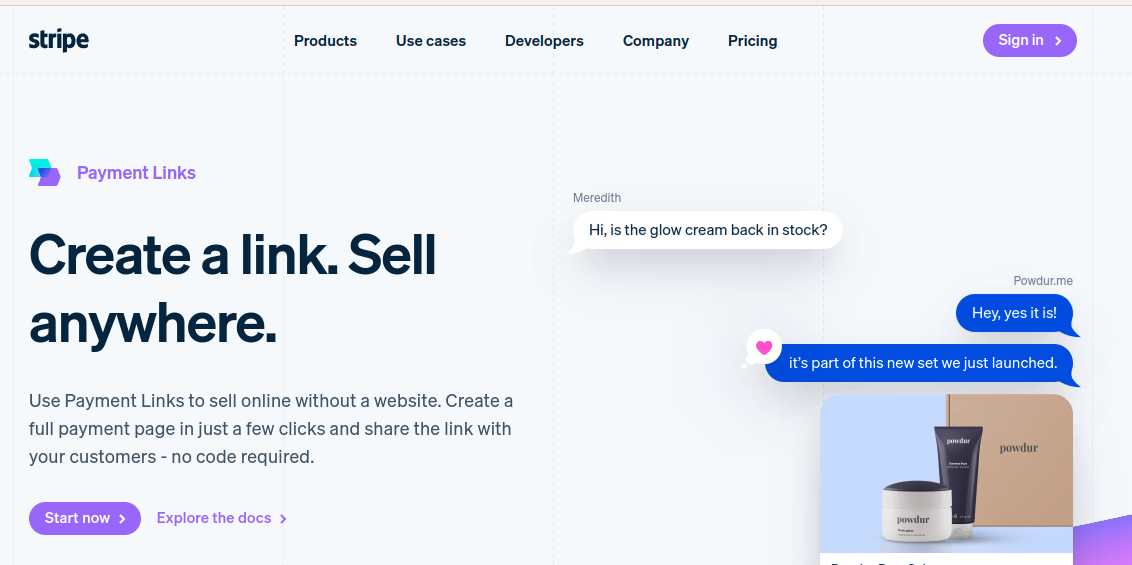 stripe
Products
Use cases
Developers
Company
Pricing
Sign in
Payment Links
Create a link. Sell
anywhere.
Use Payment Links to sell online without a website. Create a
full payment page in just a few clicks and share the link with
your customers - no code required.
Start now
Explore the docs
Meredith
Hi, is the glow cream back in stock?
Powdur.me
Hey, yes it is!
it's part of this new set we just launched.
powdur
powdur
powdur